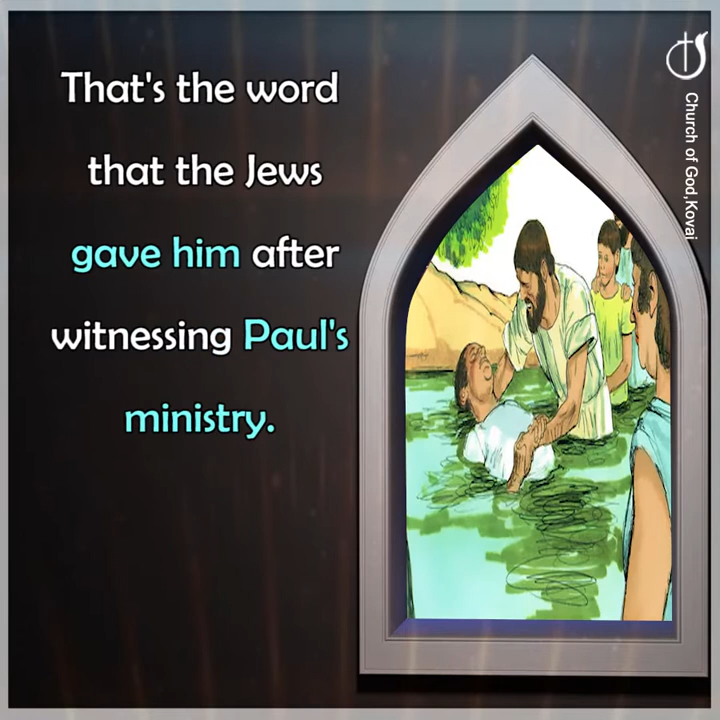 That's the word
that the Jews
gave him after
witnessing Paul's
ministry.
Church of God,Kovai